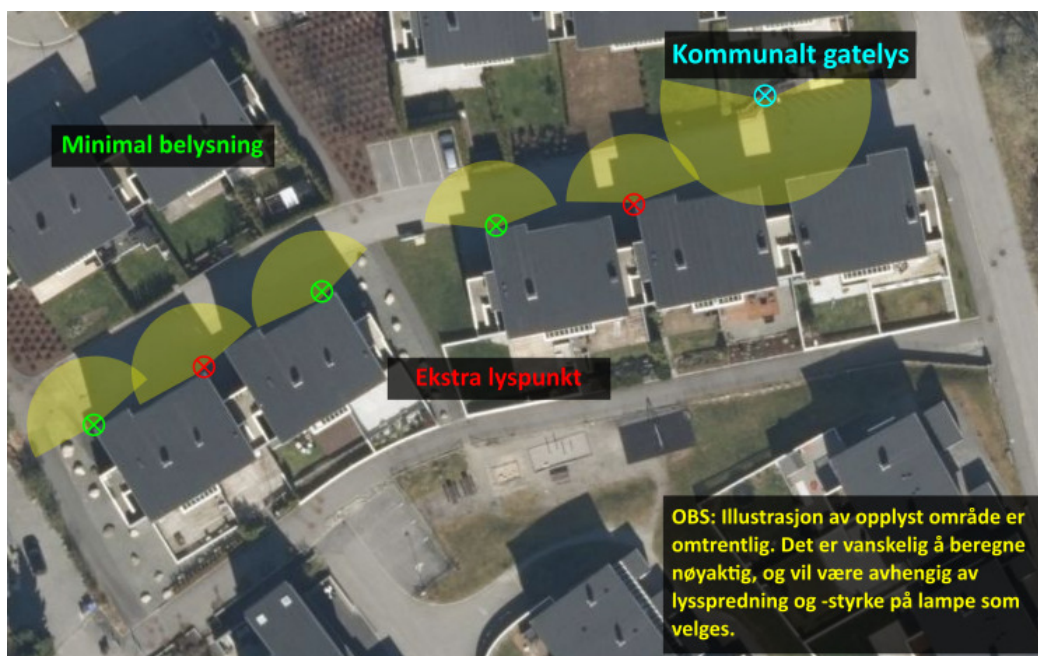 Kommunalt gatelys
Minimal belysning
Ekstra lyspunkt
OBS: Illustrasjon av opplyst område er
omtrentlig. Det er vanskelig å beregne
nøyaktig, og vil være avhengig av
lysspredning og -styrke på lampe som
velges.